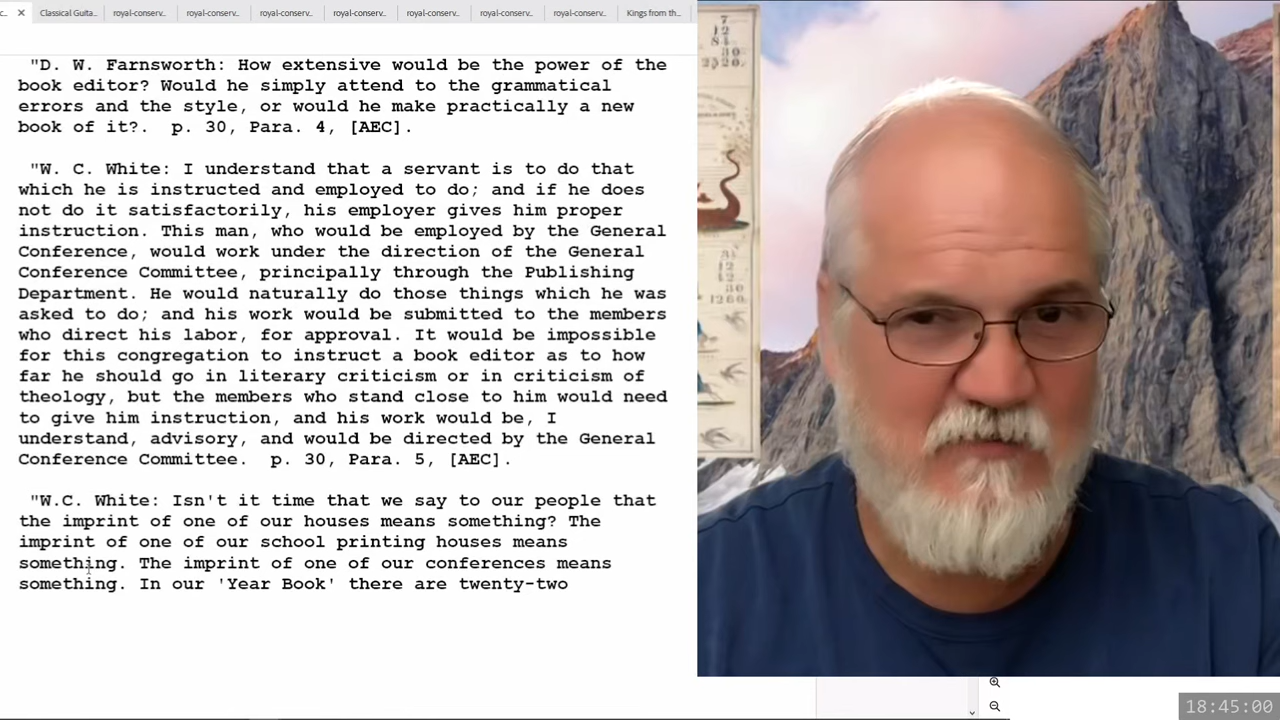 c..
Classical Guita...
royal-conserv...
royal-conserv...
royal-conserv...
royal-conserv...
royal-conserv...
royal-conserv...
royal-conserv...
Kings from th...
"D. W. Farnsworth: How extensive would be the power of the
book editor? Would he simply attend to the grammatical
errors and the style, or would he make practically a new
book of it?.  p. 30, Para. 4, [AEC].
"W. C. White: I understand that a servant is to do that
which he is instructed and employed to do; and if he does
not do it satisfactorily, his employer gives him proper
instruction. This man, who would be employed by the General
Conference, would work under the direction of the General
Conference Committee, principally through the Publishing
Department. He would naturally do those things which he was
asked to do; and his work would be submitted to the members
who direct his labor, for approval. It would be impossible
for this congregation to instruct a book editor as to how
far he should go in literary criticism or in criticism of
theology, but the members who stand close to him would need
to give him instruction, and his work would be, I
understand, advisory, and would be directed by the General
Conference Committee.  p. 30, Para. 5, [AEC].
"W.C. White: Isn't it time that we say to our people that
the imprint of one of our houses means something? The
imprint of one of our school printing houses means
something. The imprint of one of our conferences means
something. In our 'Year Book' there are twenty-two
7
12
30
2520.
12
1260.
18:45:00